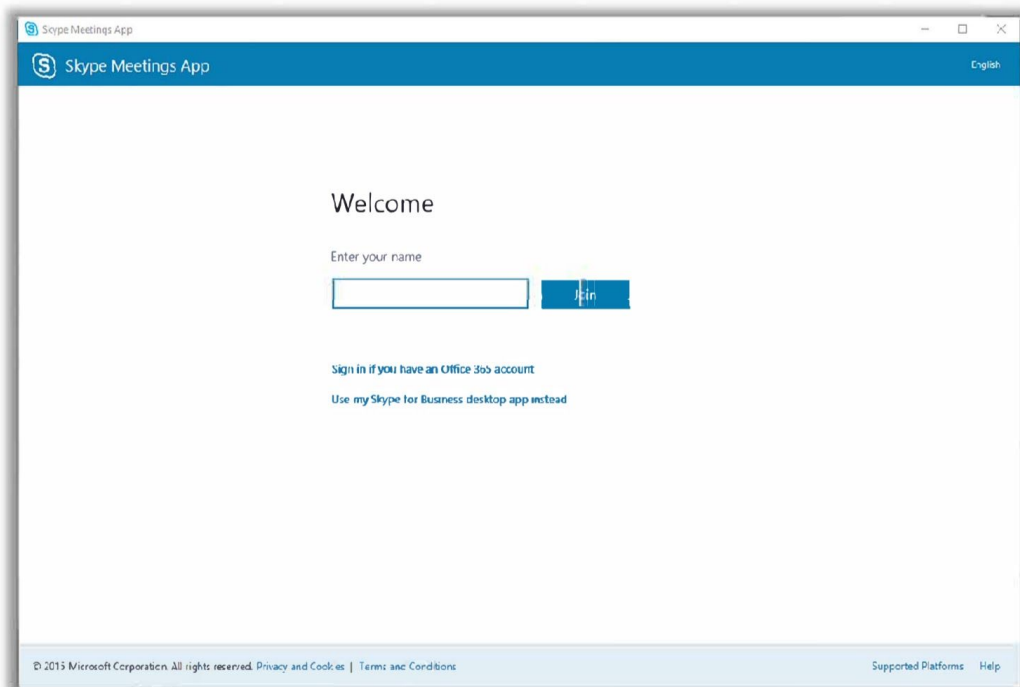 Skype Meetings App
Skype Meetings App
English
Welcome
Enter your name
Join
Sign in if you have an Office 365 account
Use my Skype for Business desktop app instead
© 2015 Microsoft Corporation. All rights reserved. Privacy and Cookies | Terms and Conditions Supported Platforms Help